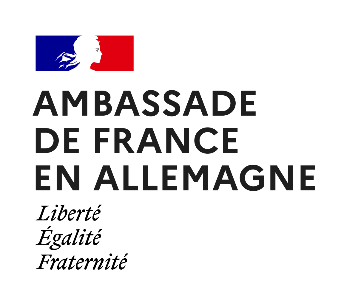 AMBASSADE
DE FRANCE
EN ALLEMAGNE
Liberté
Égalité
Fraternité